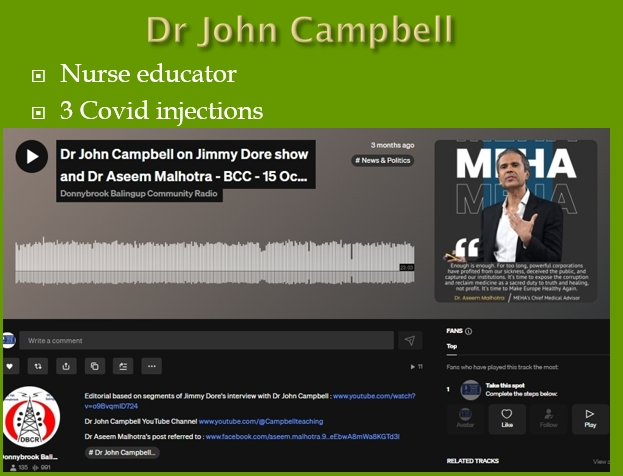 Dr John Campbell
Nurse educator
3 Covid injections
Dr John Campbell on Jimmy Dore show
and Dr Aseem Malhotra - BCC - 15 Oc...
Donnybrook Balingup Community Radio
3 months ago
# News & Politics
MEHA
MEHA
Enough is enough. For too long, powerful corporations
have profited from our sickness, deceived the public, and
captured our institutions. It's time to expose the corruption
and reclaim medicine as a sacred duty to truth and healing,
not profit. It's time to Make Europe Healthy Again.
Dr. Aseem Malhotra / MEHA's Chief Medical Advisor
Write a comment
11
FANS
Top
Fans who have played this track the most:
1
Take this spot
Complete the steps below:
Avatar
Like
Follow
Play
DBCR
Donnybrook Bali...
135
991
Editorial based on segments of Jimmy Dore's interview with Dr John Campbell : www.youtube.com/watch?
v=o9BvqmID724
Dr John Campbell YouTube Channel www.youtube.com/@Campbellteaching
Dr Aseem Malhotra's post referred to : www.facebook.com/aseem.malhotra.9...eEbwA8mWa8KGTd3l
# Dr John Campbell...
RELATED TRACKS
View a